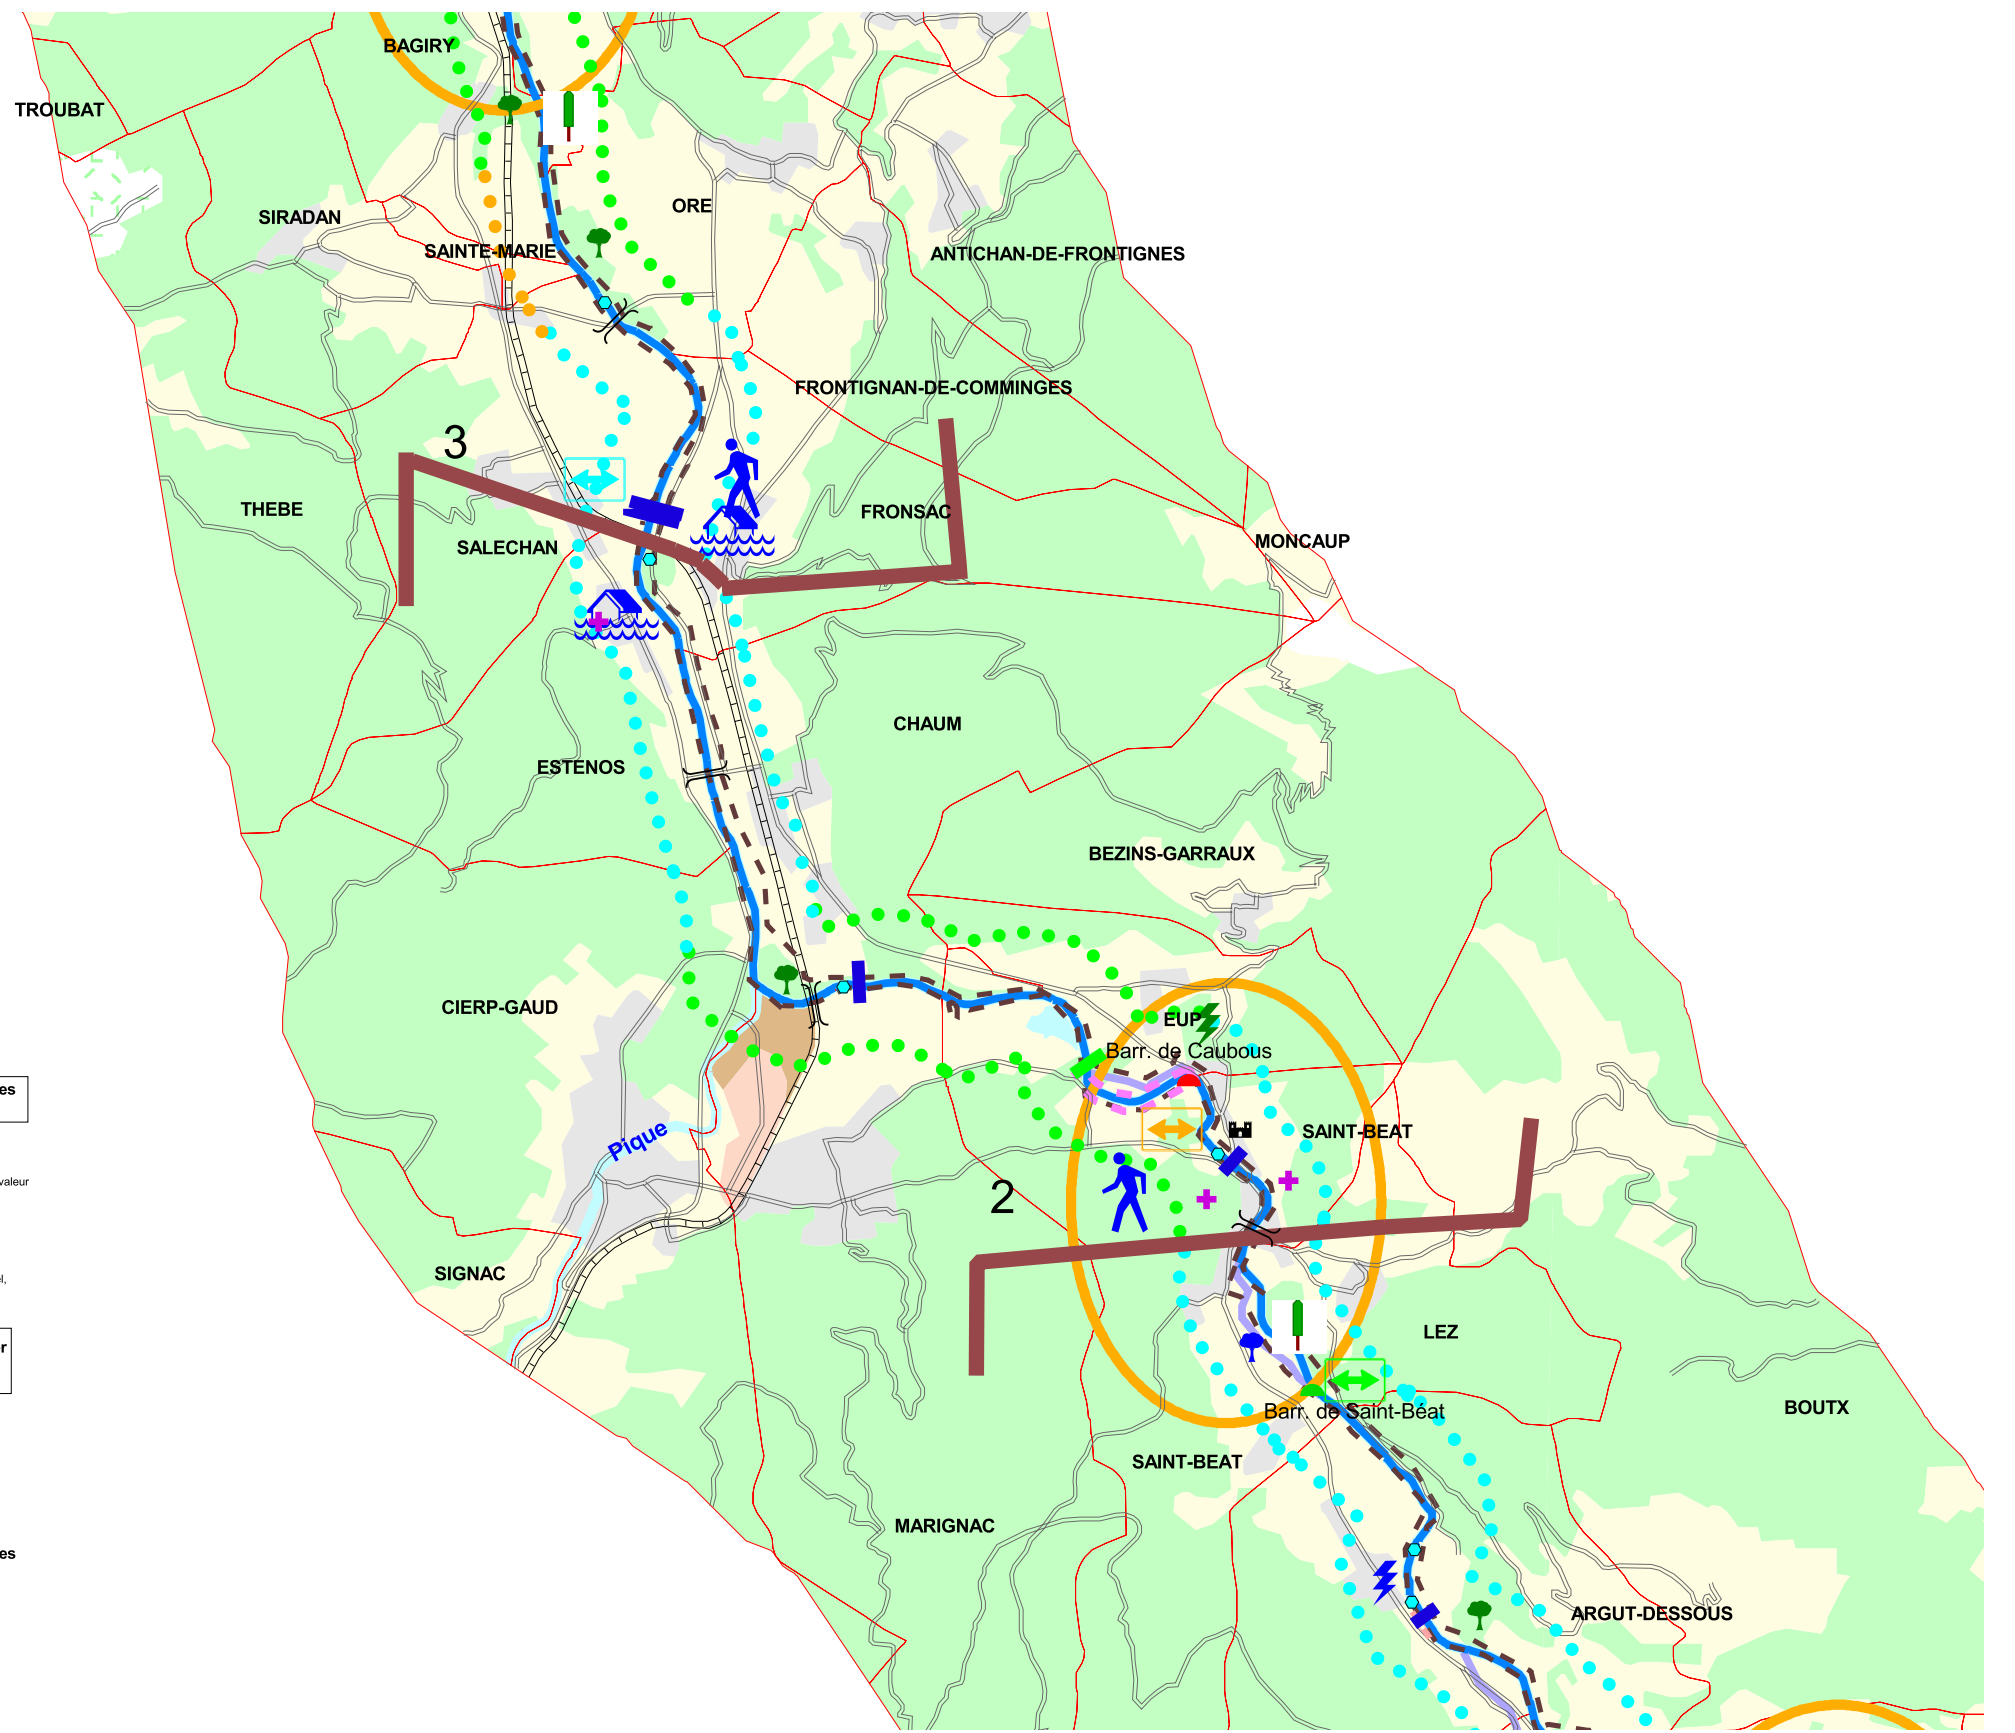 BAGIRY
TROUBAT
ORE
SIRADAN
SAINTE-MARIE
ANTICHAN-DE-FRONTIGNES
FRONTIGNAN-DE-COMMINGES
3
THEBE
FRONSAC
SALECHAN
MONCAUP
CHAUM
ESTENOS
BEZINS-GARRAUX
CIERP-GAUD
EUP
Barr. de Caubous
es
Pique
SAINT-BEAT
valeur
2
SIGNAC
el,
LEZ
er
BOUTX
Barr. de Saint-Béat
SAINT-BEAT
MARIGNAC
es
ARGUT-DESSOUS